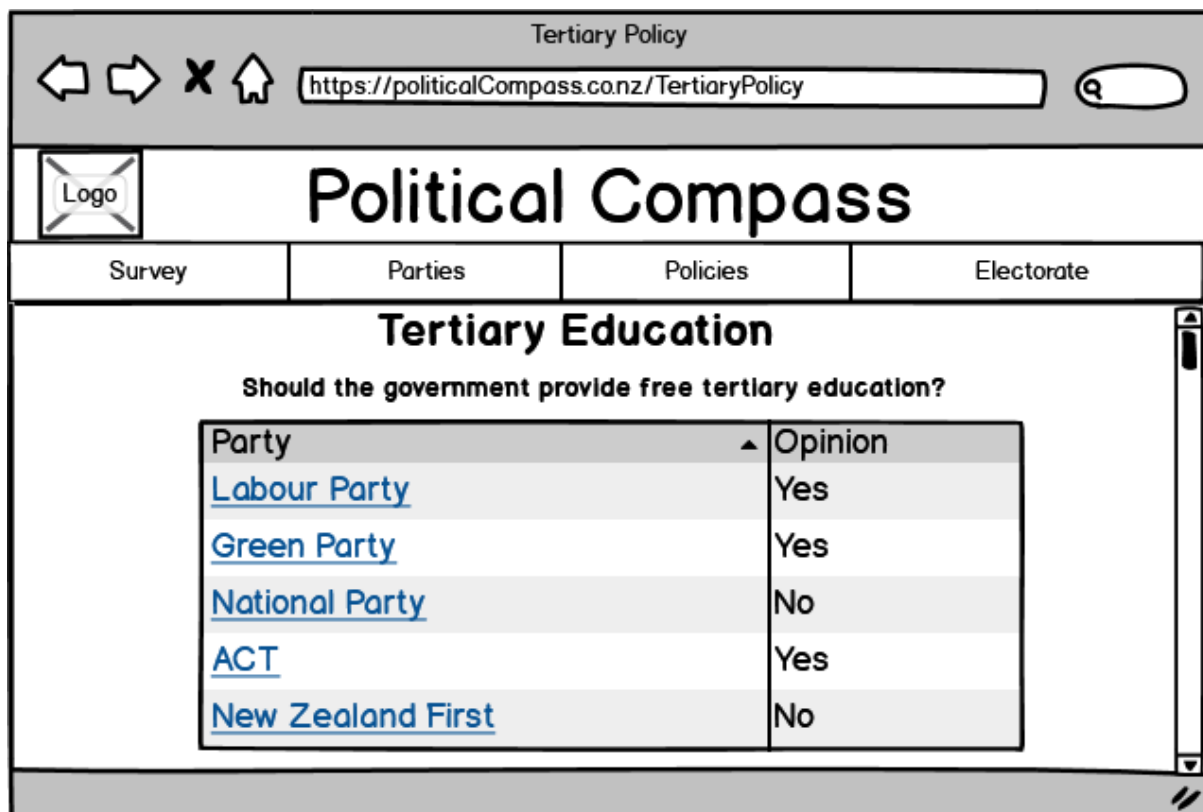 Tertiary Policy
https://politicalCompass.co.nz/TertiaryPolicy
Logo
Political Compass
Survey Parties Policies Electorate
Tertiary Education
Should the government provide free tertiary education?
Party Opinion
Labour Party Yes
Green Party Yes
National Party No
ACT Yes
New Zealand First No